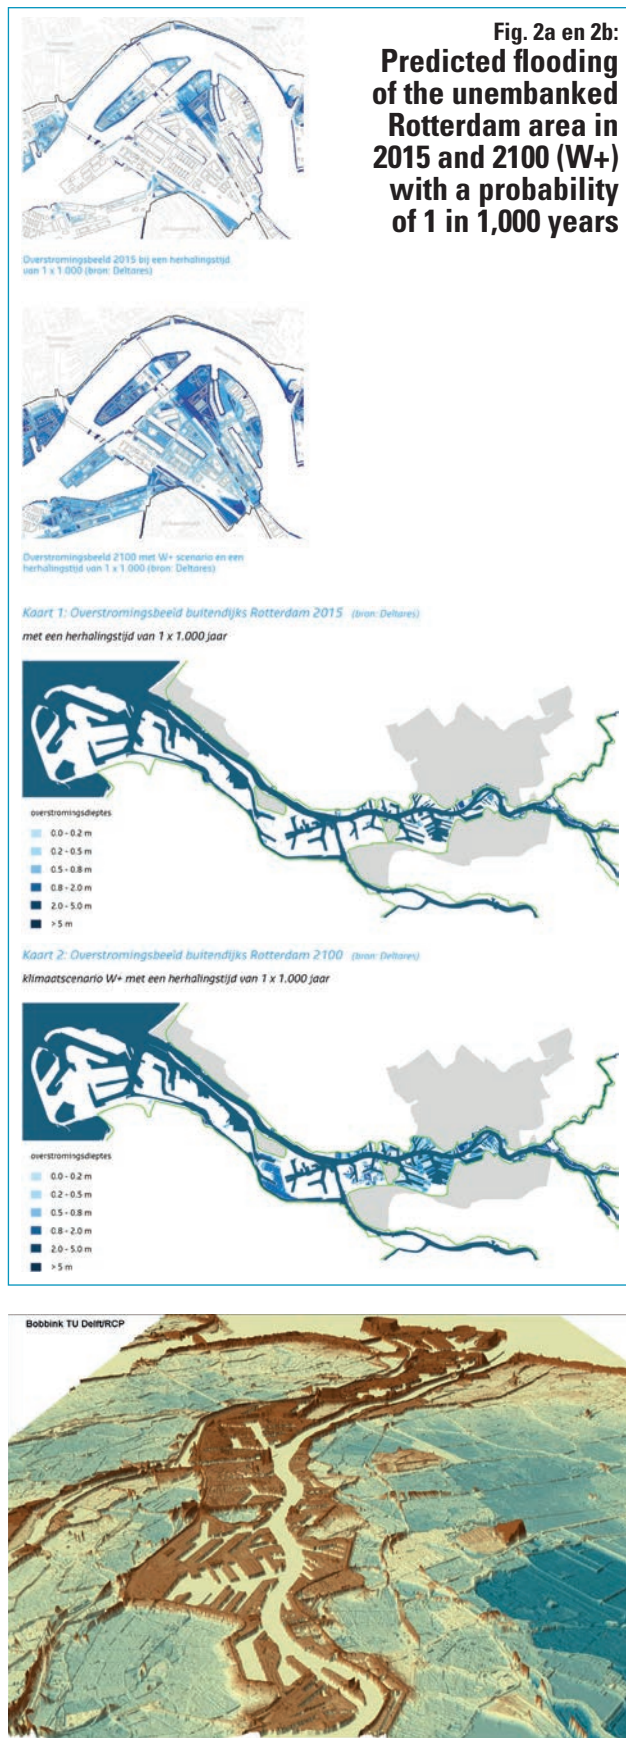 Fig. 2a en 2b:
Predicted flooding
of the unembanked
Rotterdam area in
2015 and 2100 (W+)
with a probability
of 1 in 1,000 years
Overstromingsbeeld 2015 bij een herhalingstijd
van 1 x 1.000 (bron: Deltares)
Overstromingsbeeld 2100 met W+ scenario en een
herhalingstijd van 1 x 1.000 (bron: Deltares)
Kaart 1: Overstromingsbeeld buitendijks Rotterdam 2015 (bron: Deltares)
met een herhalingstijd van 1 x 1.000 jaar
overstromingsdieptes
0.0 - 0.2 m
0.2 - 0.5 m
0.5 - 0.8 m
0.8 - 2.0 m
2.0 - 5.0 m
> 5 m
Kaart 2: Overstromingsbeeld buitendijks Rotterdam 2100 (bron: Deltares)
klimaatscenario W+ met een herhalingstijd van 1 x 1.000 jaar
overstromingsdieptes
0.0 - 0.2 m
0.2 - 0.5 m
0.5 - 0.8 m
0.8 - 2.0 m
2.0 - 5.0 m
> 5 m
Bobbink TU Delft/RCP